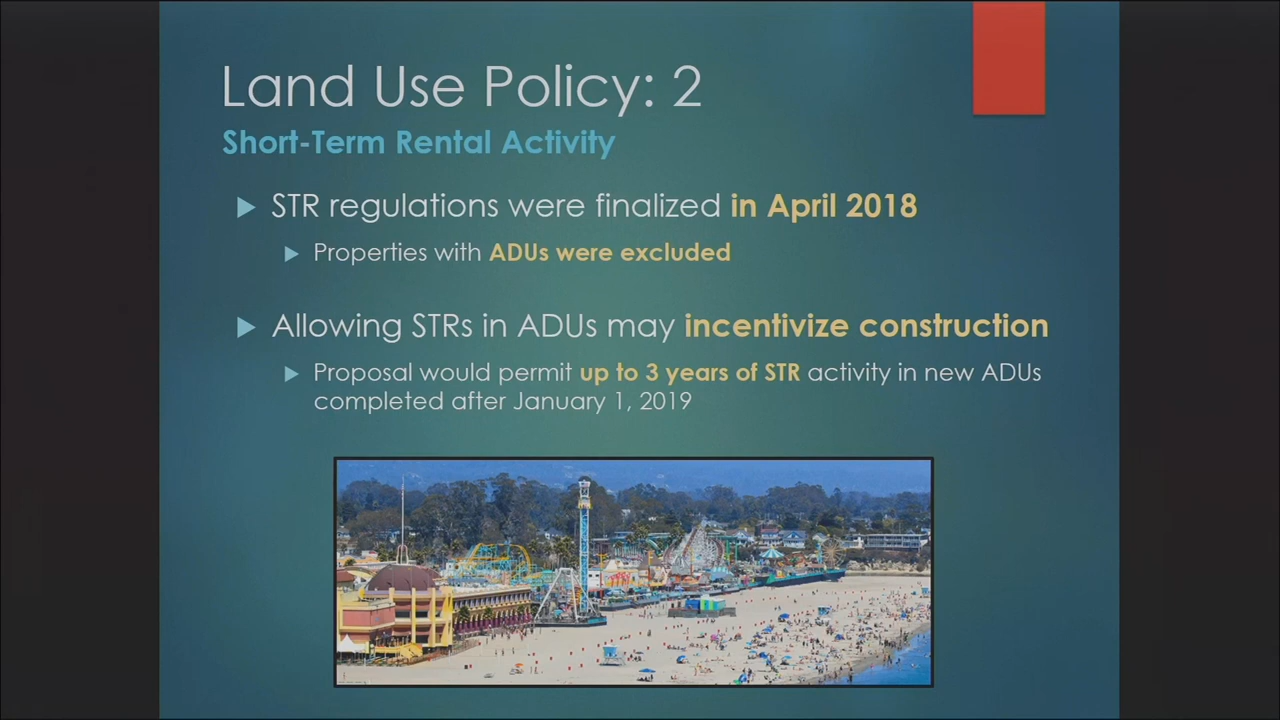 Land Use Policy: 2
Short-Term Rental Activity
STR regulations were finalized in April 2018
Properties with ADUs were excluded
Allowing STRs in ADUs may incentivize construction
Proposal would permit up to 3 years of STR activity in new ADUs
completed after January 1, 2019